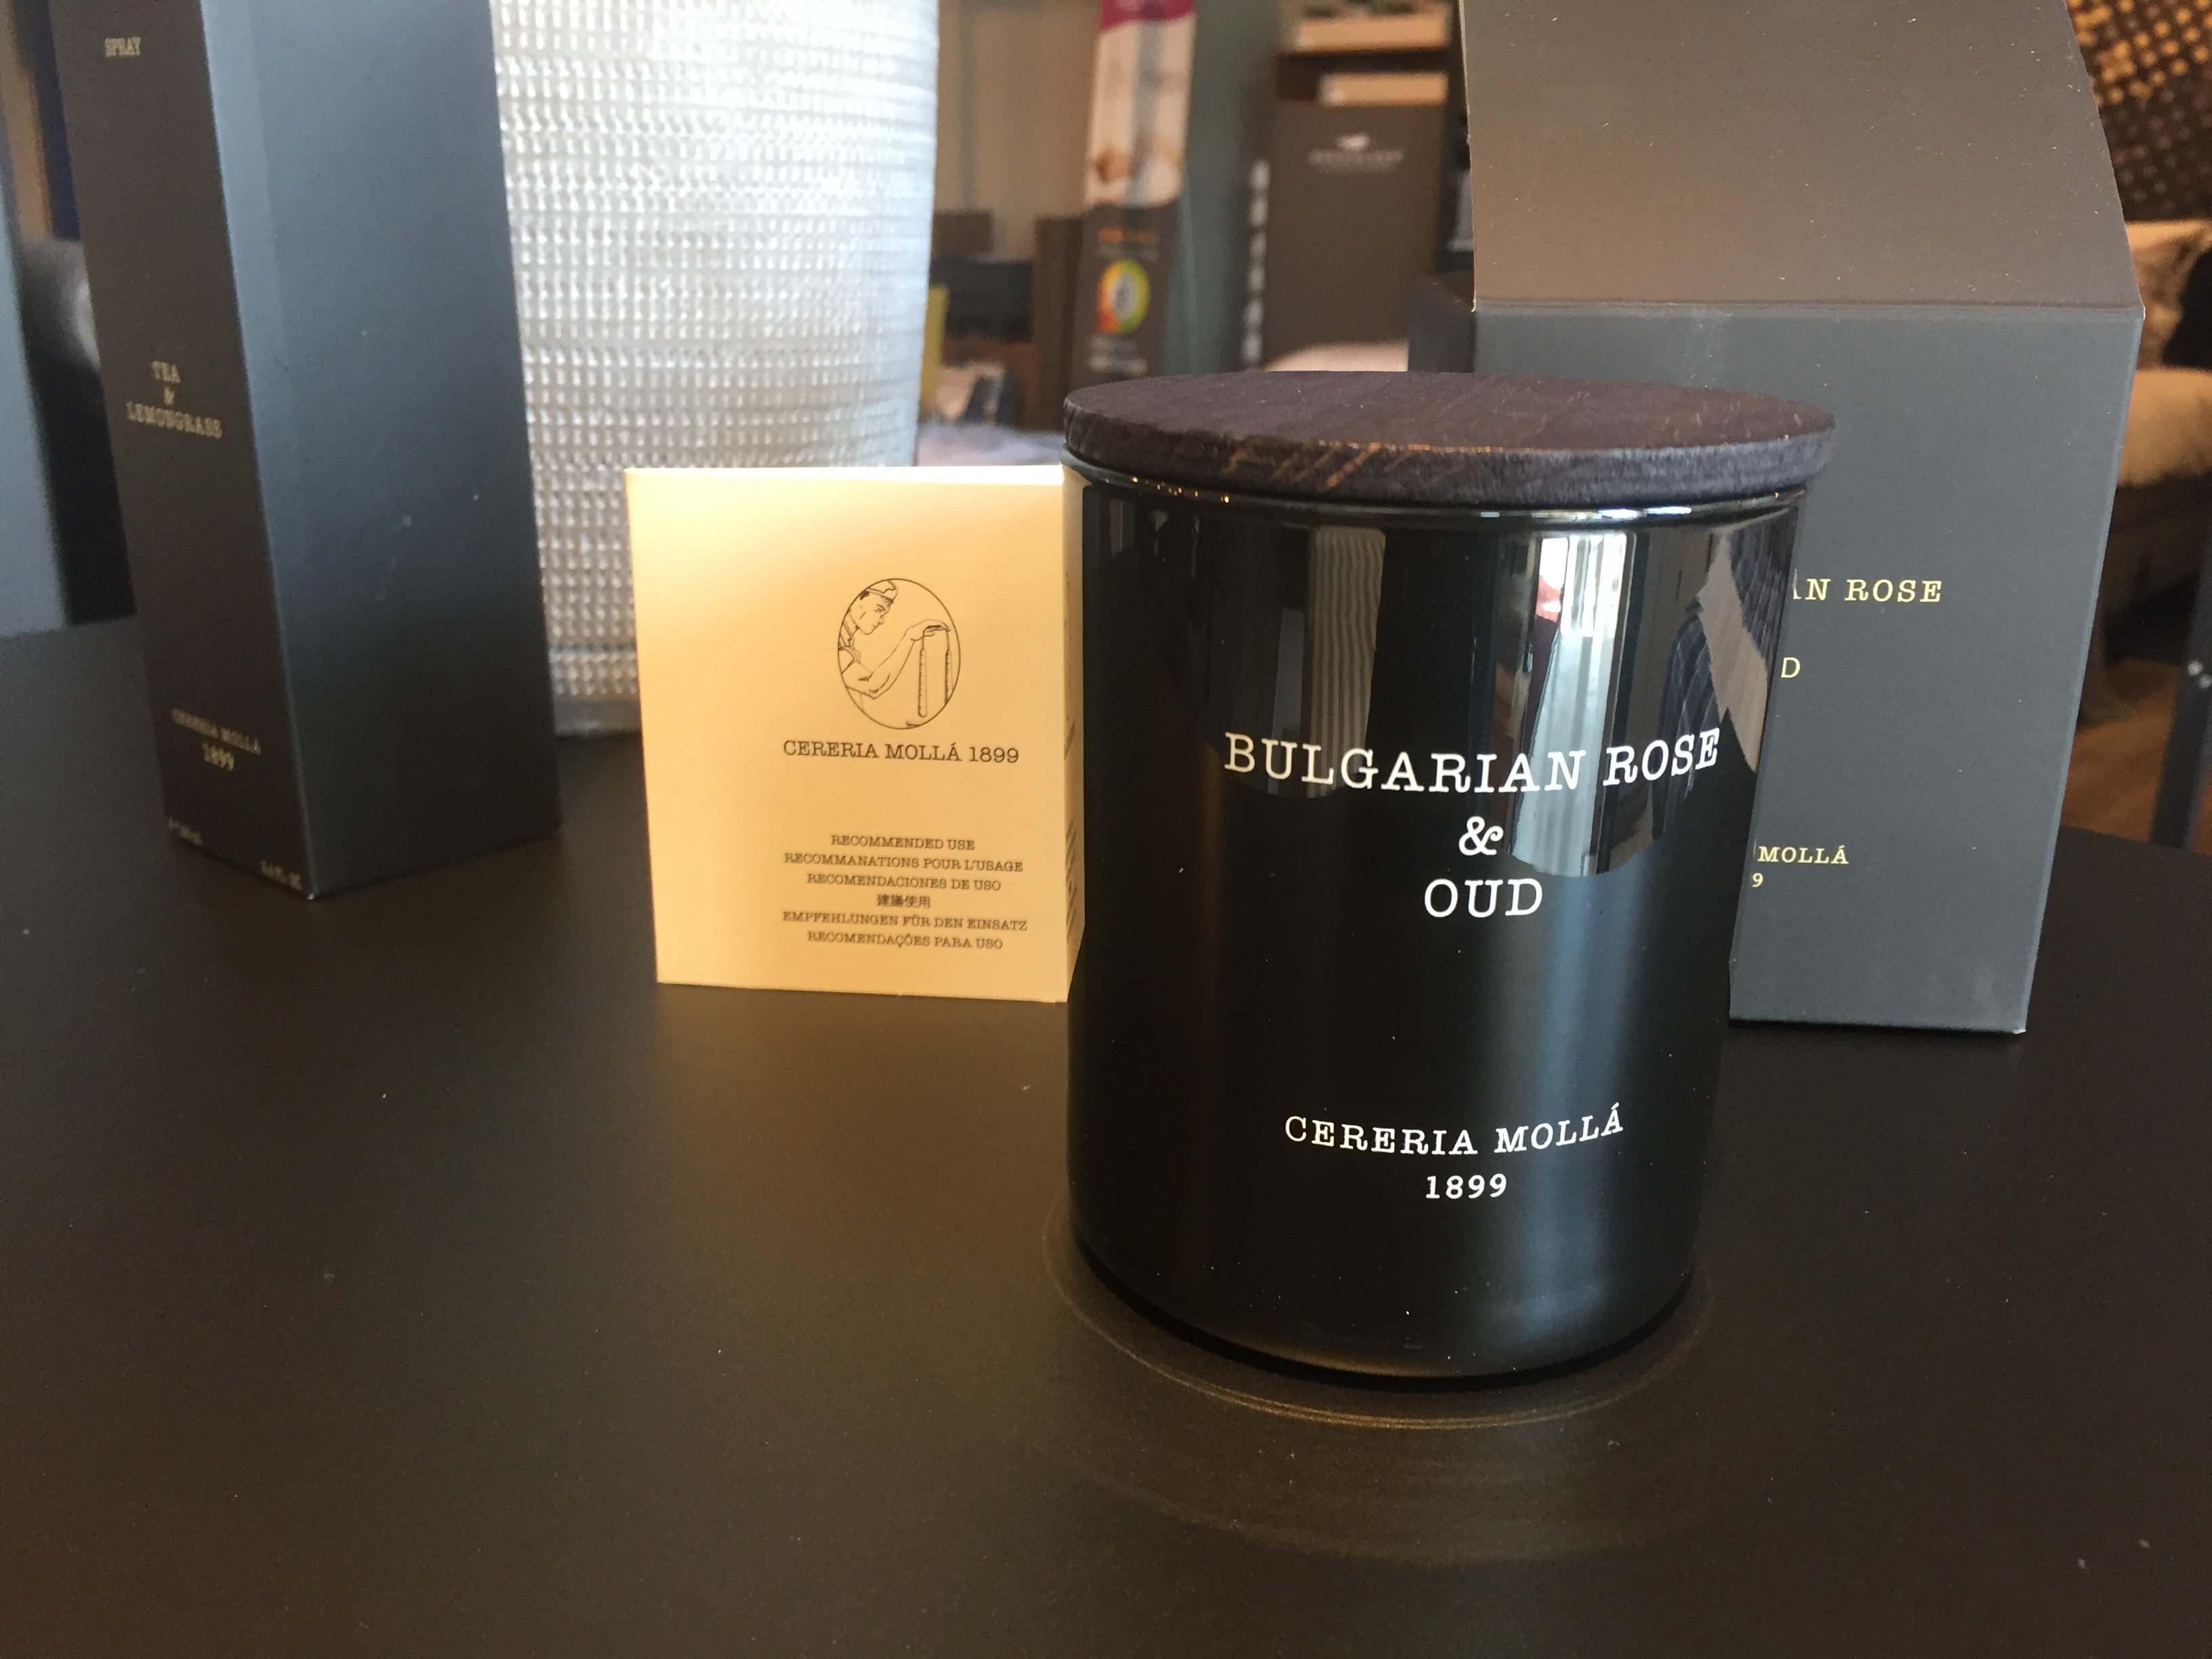 SPRAY
TEA
&
LEMONGRASS
CERERIA MOLLÁ
1899
CERERIA MOLLÁ 1899
RECOMMENDED USE
RECOMMANATIONS POUR L'USAGE
RECOMENDACIONES DE USO
建議使用
EMPFEHLUNGEN FÜR DEN EINSATZ
RECOMENDAÇÕES PARA USO
BULGARIAN ROSE
&
OUD
CERERIA MOLLÁ
1899
AN ROSE
D
MOLLÁ
9